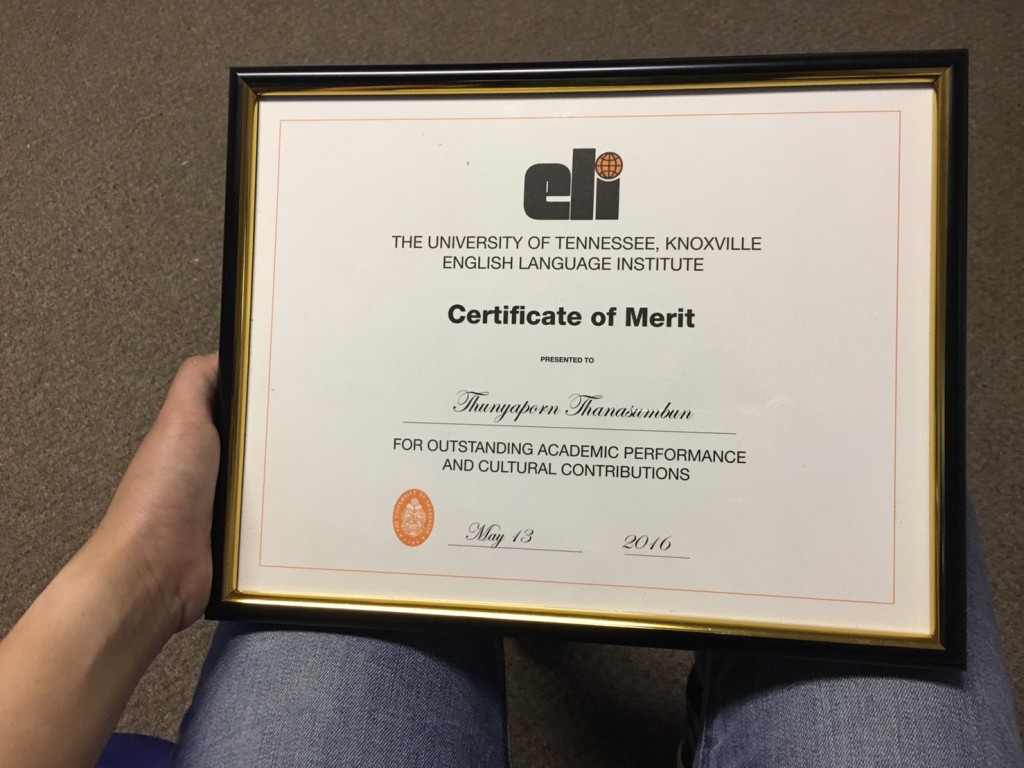 eli
THE UNIVERSITY OF TENNESSEE, KNOXVILLE
ENGLISH LANGUAGE INSTITUTE
Certificate of Merit
PRESENTED TO
Thunyaporn Thanasumbun
FOR OUTSTANDING ACADEMIC PERFORMANCE
AND CULTURAL CONTRIBUTIONS
May 13 2016